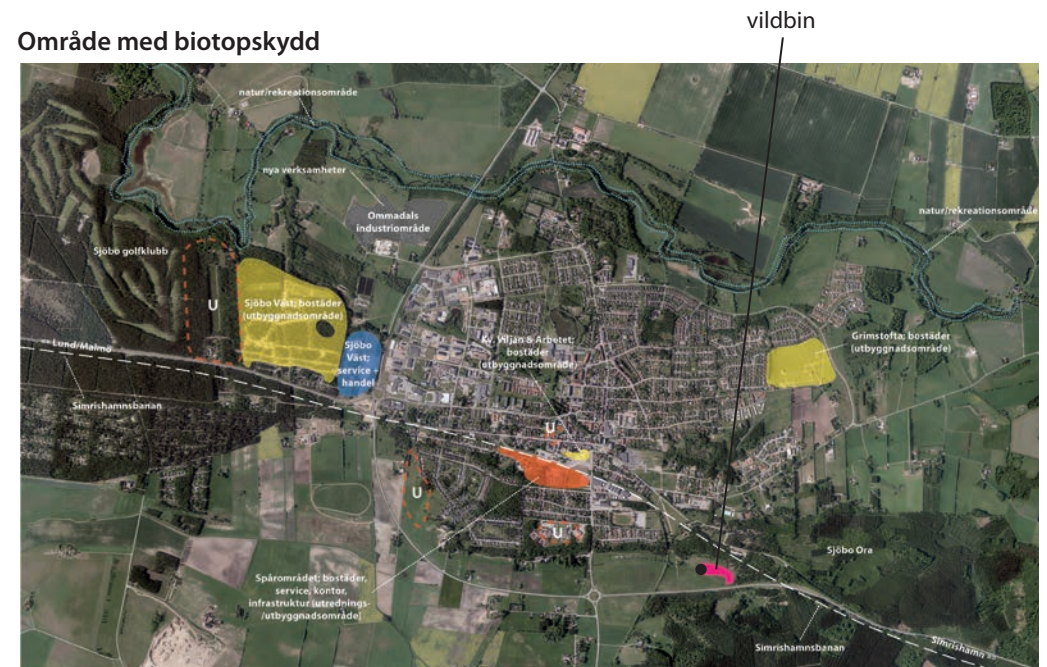 vildbin
Område med biotopskydd
natur/rekreationsområde
nya verksamheter
Ommadals
industriområde
natur/rekreationsområde
Sjöbo golfklubb
U
Sjöbo Väst; bostäder
(utbyggnadsområde)
Sjöbo
Väst;
service +
handel
Kv. Viljan & Arbetet;
bostäder
(utbyggnadsområde)
Grimstofta; bostäder
(utbyggnadsområde)
Lund/Malmö
Simrishamnsbanan
U
U
U
Sjöbo Ora
Spårområdet; bostäder,
service, kontor,
infrastruktur (utrednings-
/utbyggnadsområde)
Simrishamnsbanan
Simrishamn